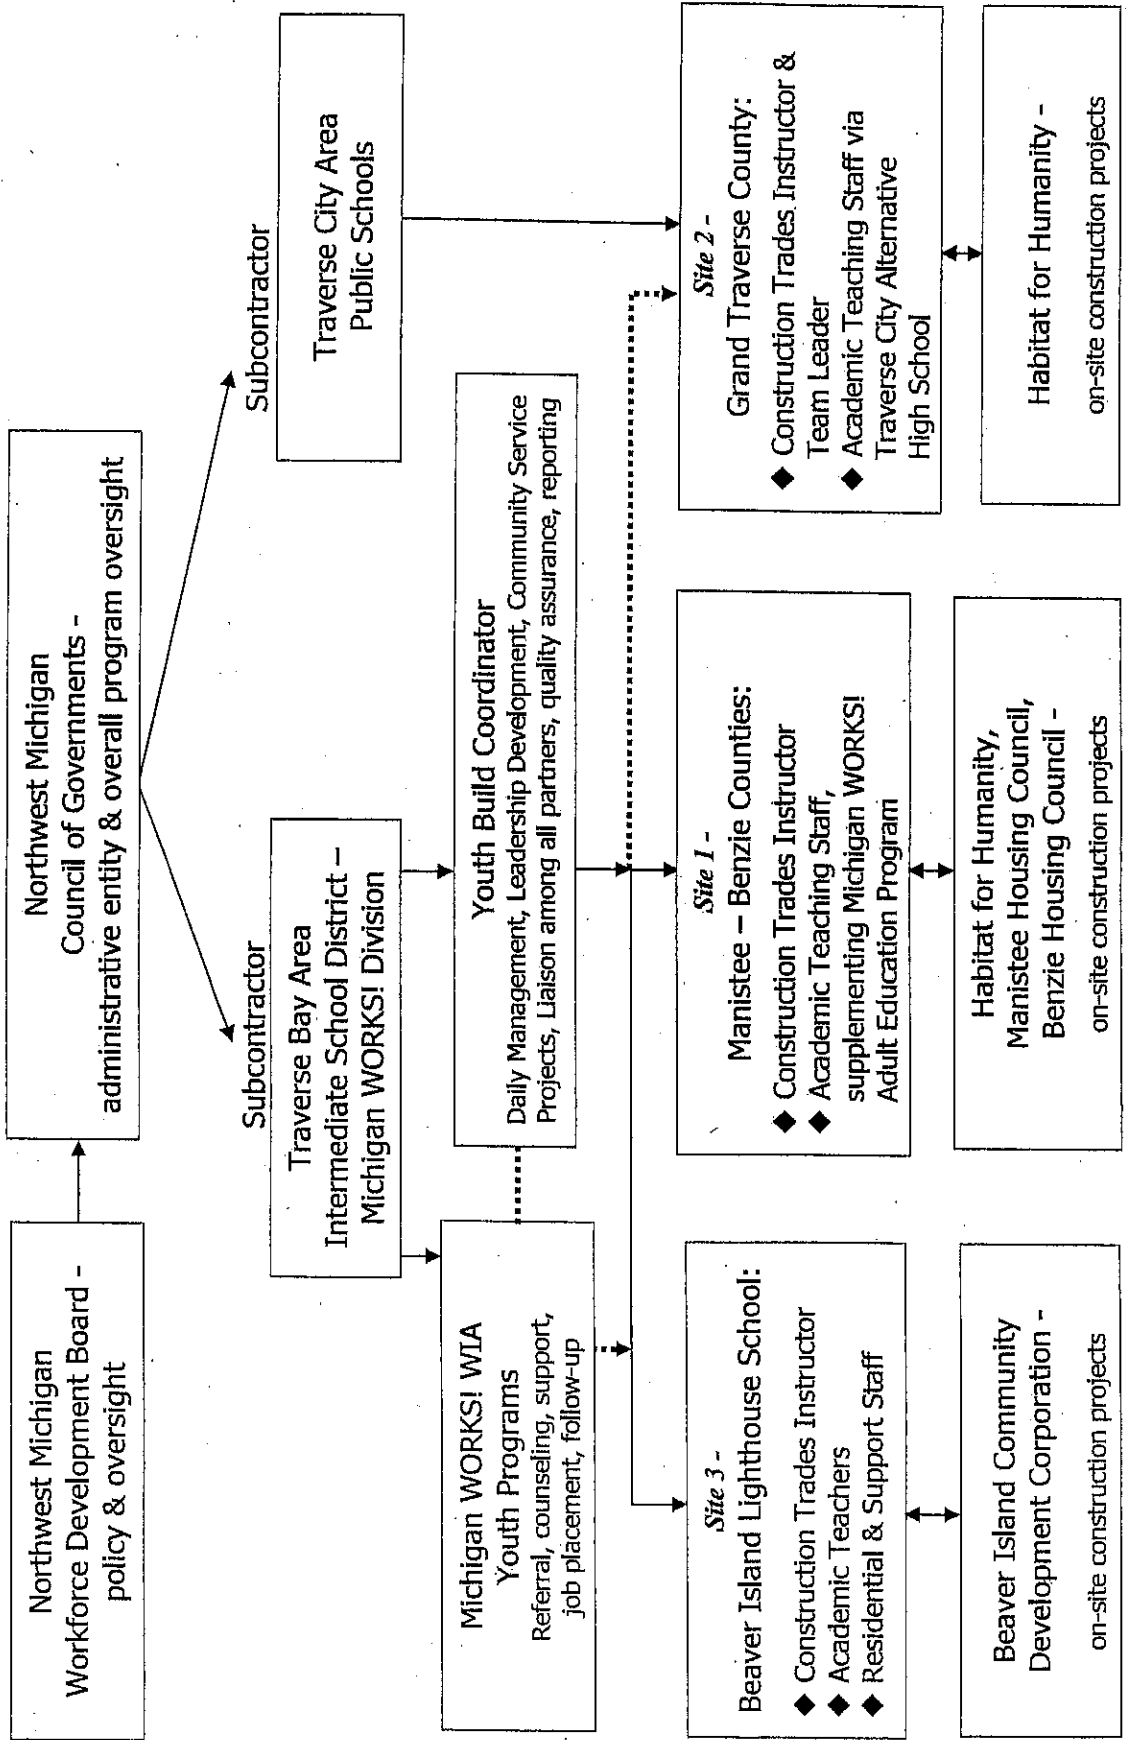 Northwest Michigan
Workforce Development Board -
policy & oversight
Northwest Michigan
Council of Governments -
administrative entity & overall program oversight
Subcontractor
Traverse Bay Area
Intermediate School District –
Michigan WORKS! Division
Subcontractor
Traverse City Area
Public Schools
Michigan WORKS! WIA
Youth Programs
Referral, counseling, support,
job placement, follow-up
Youth Build Coordinator
Daily Management, Leadership Development, Community Service
Projects, Liaison among all partners, quality assurance, reporting
Site 3 -
Beaver Island Lighthouse School:
◆ Construction Trades Instructor
◆ Academic Teachers
◆ Residential & Support Staff
Site 1 -
Manistee – Benzie Counties:
◆ Construction Trades Instructor
◆ Academic Teaching Staff,
supplementing Michigan WORKS!
Adult Education Program
Site 2 -
Grand Traverse County:
◆ Construction Trades Instructor &
Team Leader
◆ Academic Teaching Staff via
Traverse City Alternative
High School
Beaver Island Community
Development Corporation -
on-site construction projects
Habitat for Humanity,
Manistee Housing Council,
Benzie Housing Council -
on-site construction projects
Habitat for Humanity -
on-site construction projects